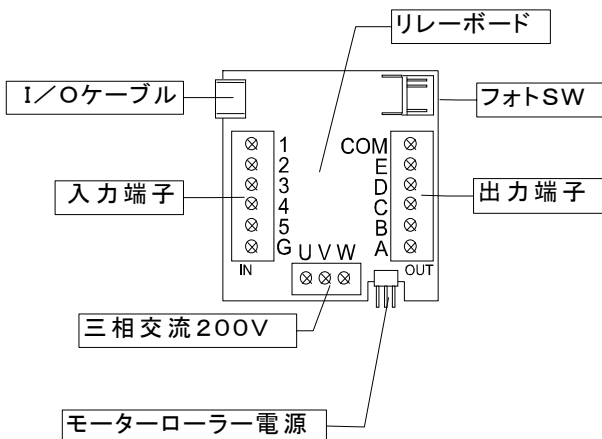 リレーボード
I／Oケーブル
フォトSW
1
2
3
4
5
G
IN
COM
E
D
C
B
A
OUT
入力端子
出力端子
U V W
三相交流200V
モーターローラー電源